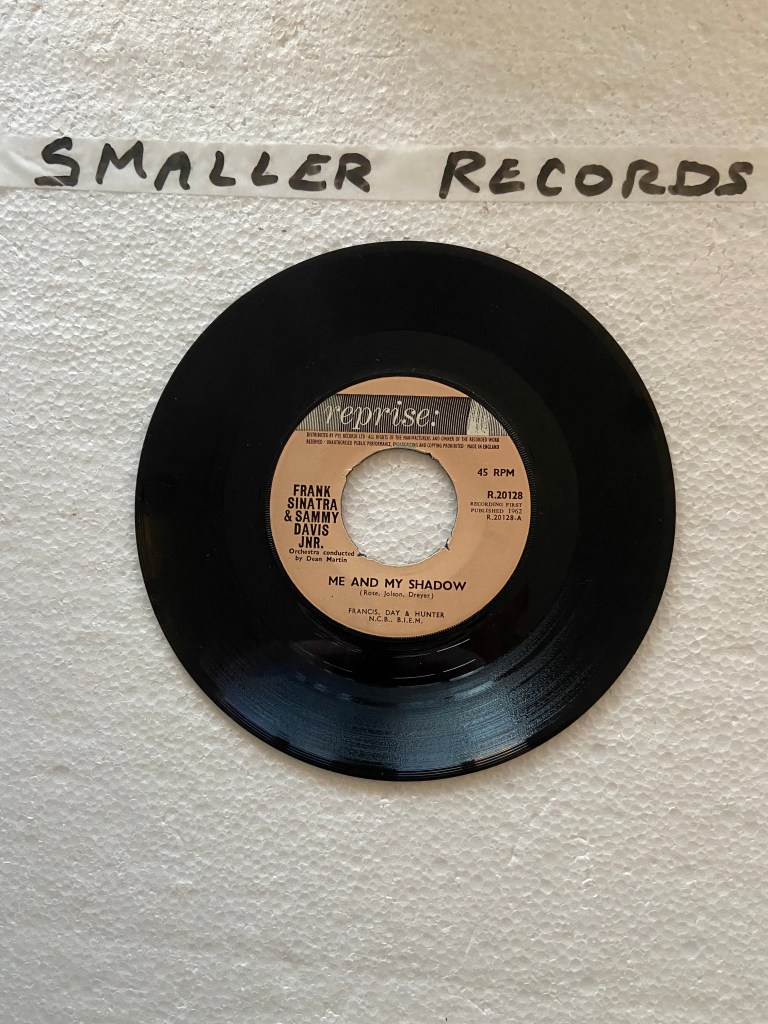 SMALLER RECORDS
reprise:
DISTRIBUTED BY PYE RECORDS LTD · ALL RIGHTS OF THE MANUFACTURERS AND OWNER OF THE RECORDED WORK
RESERVED · UNAUTHORISED PUBLIC PERFORMANCE, BROADCASTING AND COPYING PROHIBITED · MADE IN ENGLAND
45 RPM
R.20128
RECORDING FIRST
PUBLISHED 1962
R.20128-A
FRANK
SINATRA
& SAMMY
DAVIS
JNR.
Orchestra conducted
by Dean Martin
ME AND MY SHADOW
(Rose, Jolson, Dreyer)
FRANCIS, DAY & HUNTER
N.C.B., B.I.E.M.